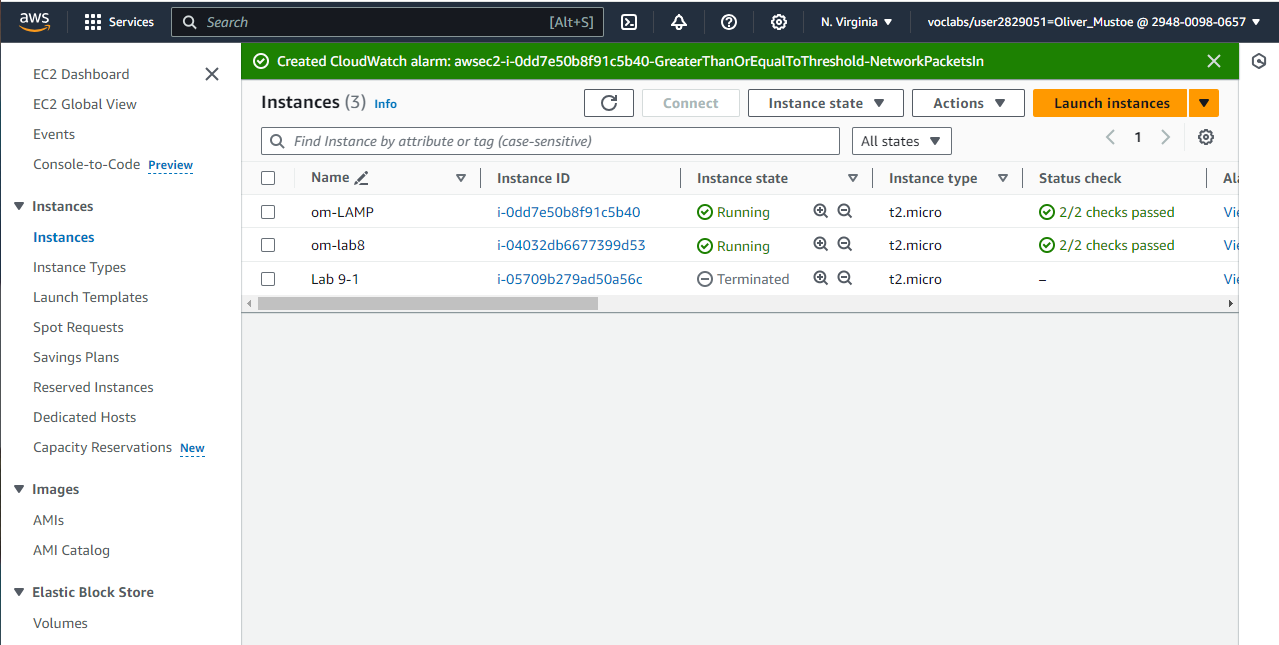 aws Services Search [Alt+S] N. Virginia voclabs/user2829051=Oliver_Mustoe @ 2948-0098-0657
EC2 Dashboard
EC2 Global View
Events
Console-to-Code Preview
Instances
Instances
Instance Types
Launch Templates
Spot Requests
Savings Plans
Reserved Instances
Dedicated Hosts
Capacity Reservations New
Images
AMIs
AMI Catalog
Elastic Block Store
Volumes
Created CloudWatch alarm: awsec2-i-0dd7e50b8f91c5b40-GreaterThanOrEqualToThreshold-NetworkPacketsIn
Instances (3) Info Connect Instance state Actions Launch instances
Find Instance by attribute or tag (case-sensitive) All states 1
Name Instance ID Instance state Instance type Status check Ala
om-LAMP i-0dd7e50b8f91c5b40 Running t2.micro 2/2 checks passed Vie
om-lab8 i-04032db6677399d53 Running t2.micro 2/2 checks passed Vie
Lab 9-1 i-05709b279ad50a56c Terminated t2.micro – Vie